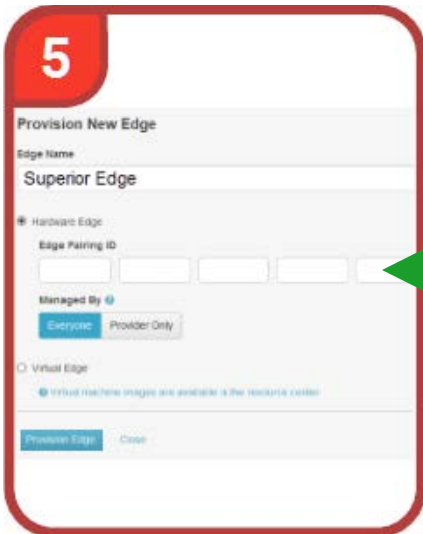 5
Provision New Edge
Edge Name
Superior Edge
Hardware Edge
Edge Pairing ID
Managed By
Everyone Provider Only
Virtual Edge
Virtual machine images are available in the resource center
Provision Edge Close